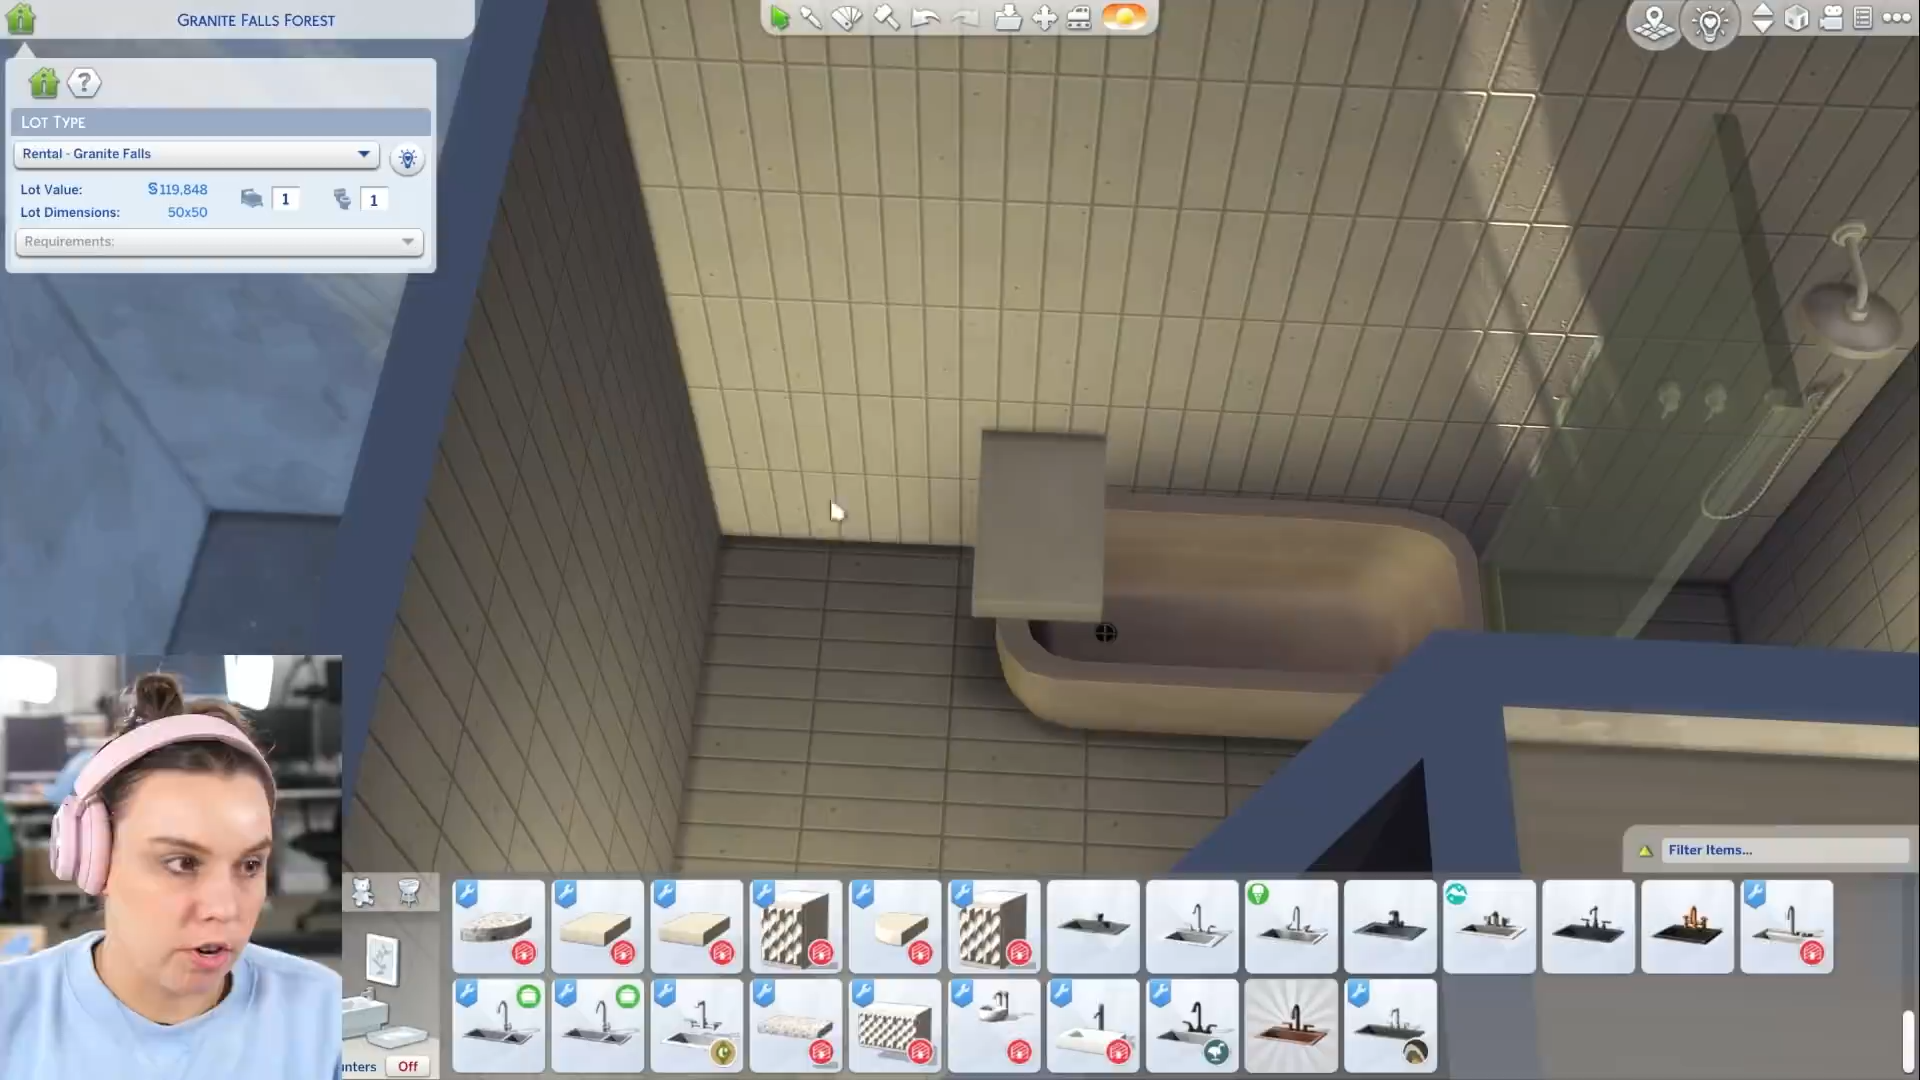 GRANITE FALLS FOREST
?
LOT TYPE
Rental - Granite Falls
Lot Value: §119,848
1
1
Lot Dimensions: 50x50
Requirements:
Filter Items...
unters Off